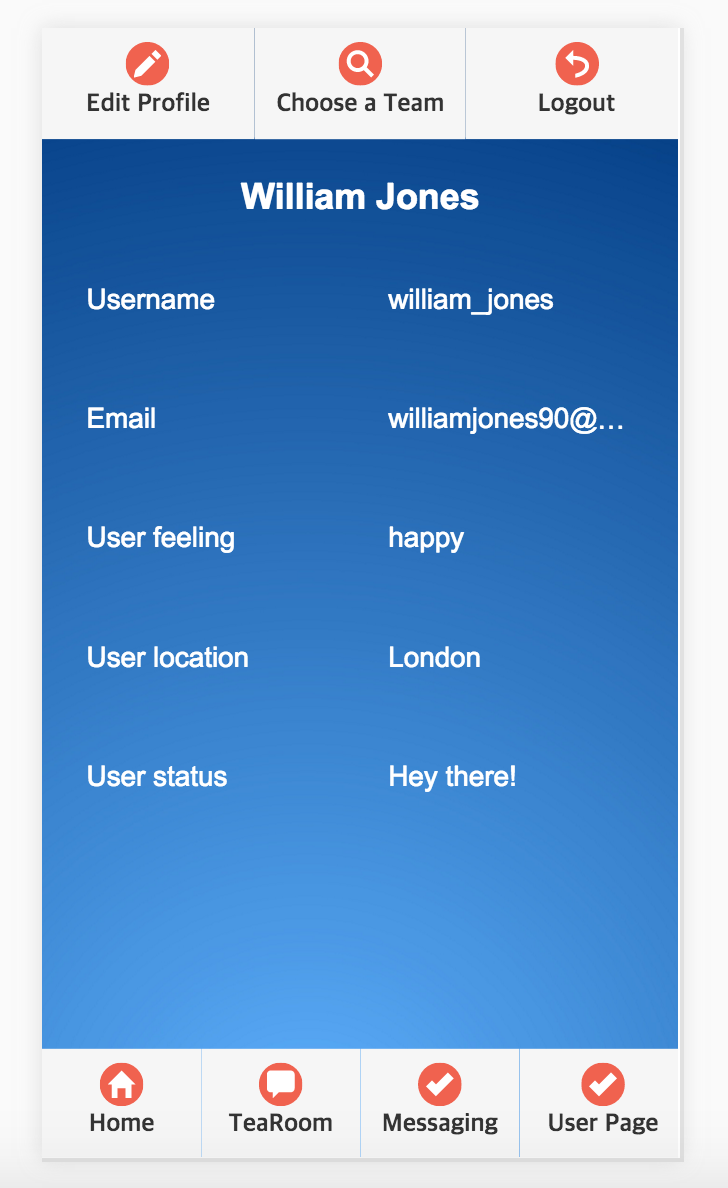 Edit Profile Choose a Team Logout
William Jones
Username william_jones
Email williamjones90@...
User feeling happy
User location London
User status Hey there!
Home TeaRoom Messaging User Page